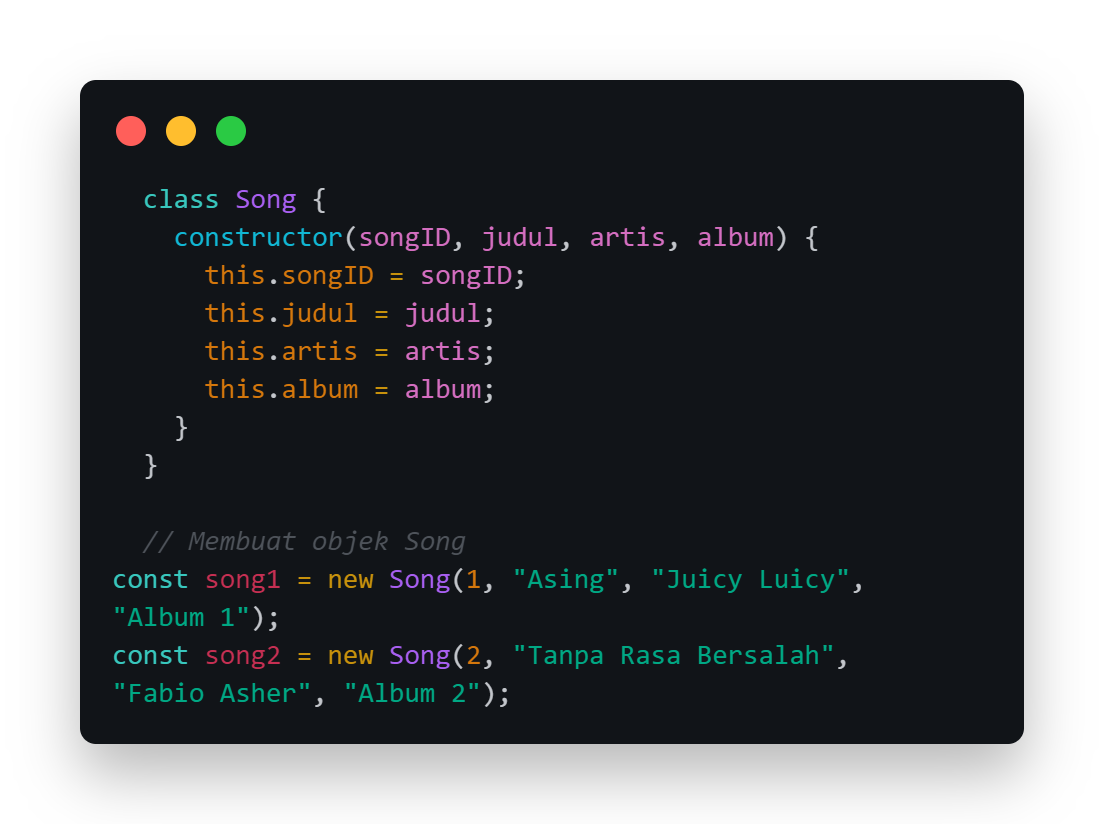 class Song {
constructor(songID, judul, artis, album) {
this.songID = songID;
this.judul = judul;
this.artis = artis;
this.album = album;
}
}
// Membuat objek Song
const song1 = new Song(1, "Asing", "Juicy Luicy",
"Album 1");
const song2 = new Song(2, "Tanpa Rasa Bersalah",
"Fabio Asher", "Album 2");